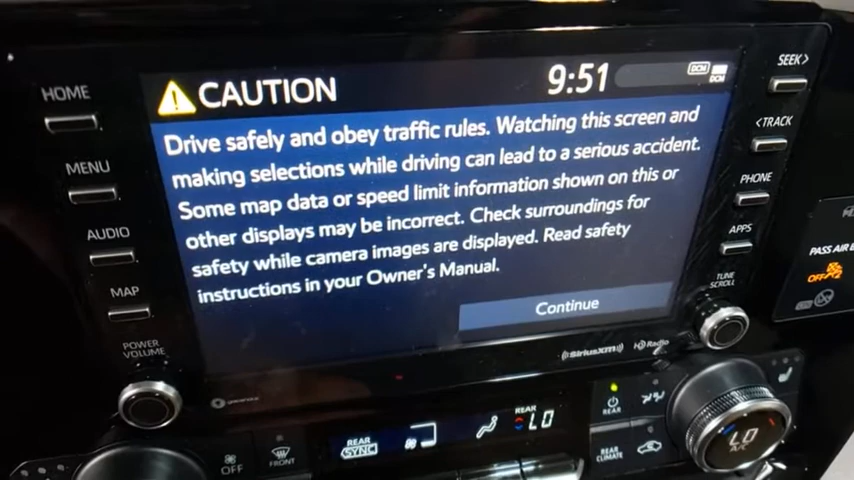 CAUTION
9:51
DCM
DCM
Drive safely and obey traffic rules. Watching this screen and
making selections while driving can lead to a serious accident.
Some map data or speed limit information shown on this or
other displays may be incorrect. Check surroundings for
safety while camera images are displayed. Read safety
instructions in your Owner's Manual.
Continue
HOME
MENU
AUDIO
MAP
POWER
VOLUME
SEEK>
<TRACK
PHONE
APPS
TUNE
SCROLL
PASS AIR
OFF
SiriusXM
HD Radio
OFF
FRONT
REAR
SYNC
REAR
LO
REAR
REAR
CLIMATE
LO
A/C